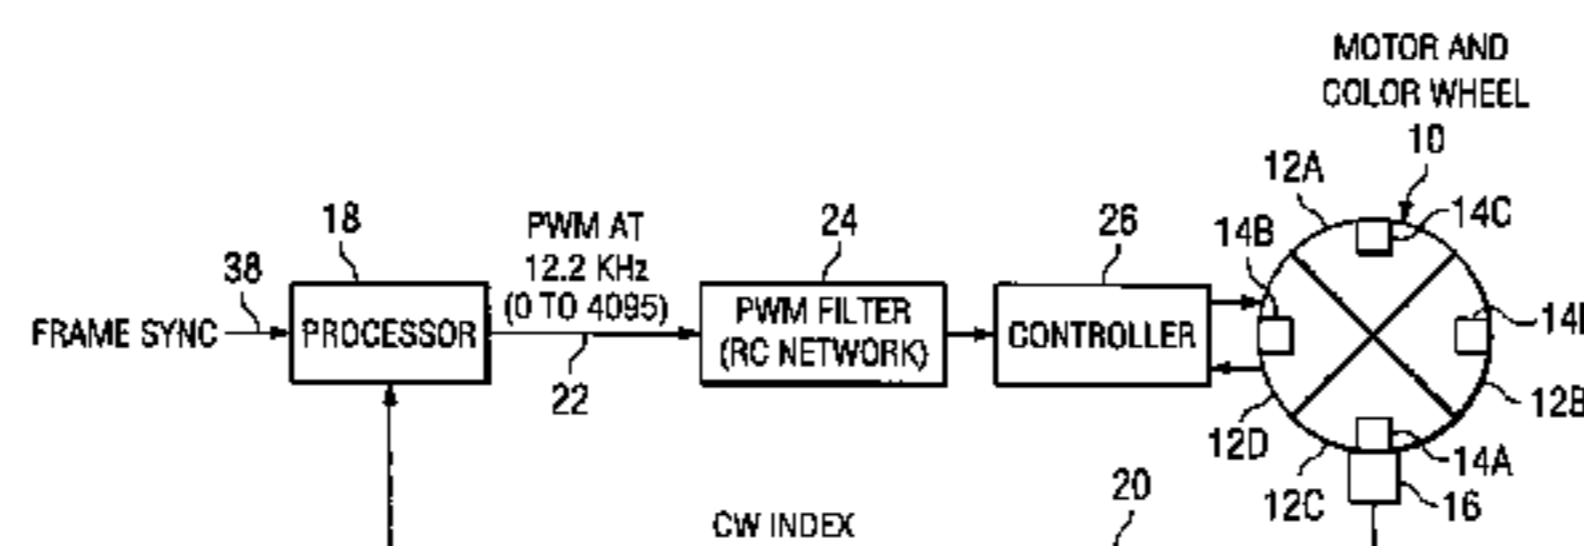 MOTOR AND
COLOR WHEEL
10
12A
18
PWM AT
24
26
14B
14C
38
12.2 KHz
(0 TO 4095)
FRAME SYNC
PROCESSOR
PWM FILTER
(RC NETWORK)
CONTROLLER
22
12D
14A
20
12C
16
CW INDEX